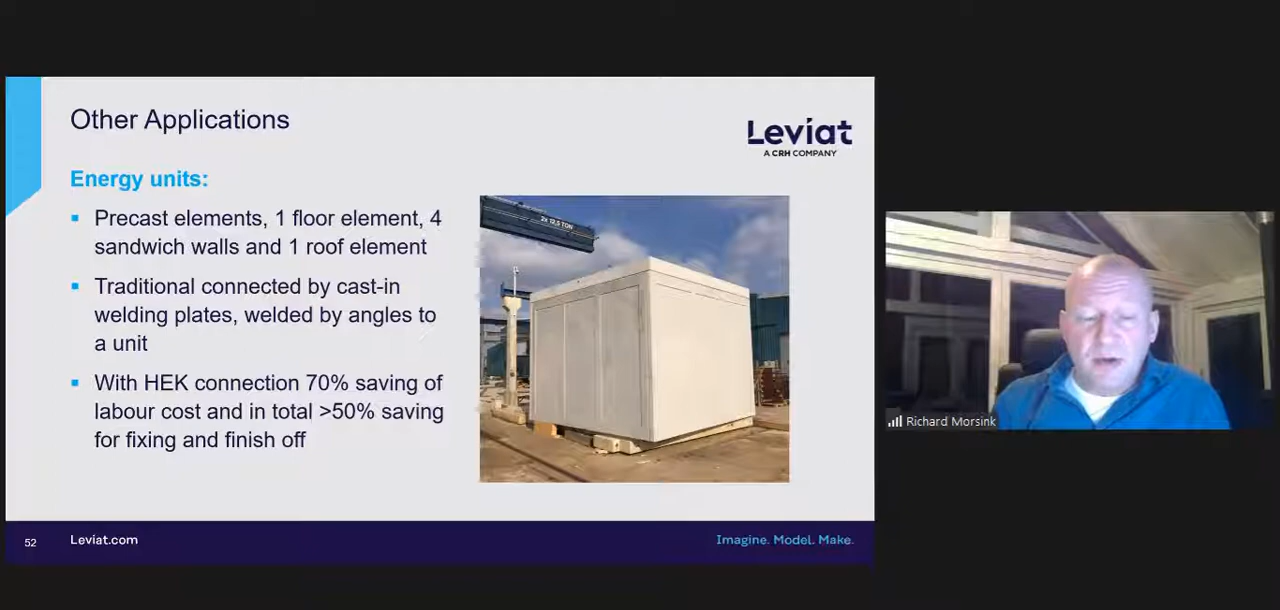 Other Applications
Leviat
A CRH COMPANY
Energy units:
Precast elements, 1 floor element, 4
sandwich walls and 1 roof element
Traditional connected by cast-in
welding plates, welded by angles to
a unit
With HEK connection 70% saving of
labour cost and in total >50% saving
for fixing and finish off
2x 12,5 TON
Richard Morsink
52
Leviat.com
Imagine. Model. Make.